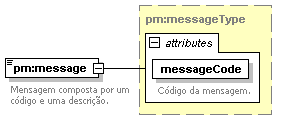 pm:messageType
attributes
pm:message
messageCode
Mensagem composta por um
código e uma descrição.
Código da mensagem.